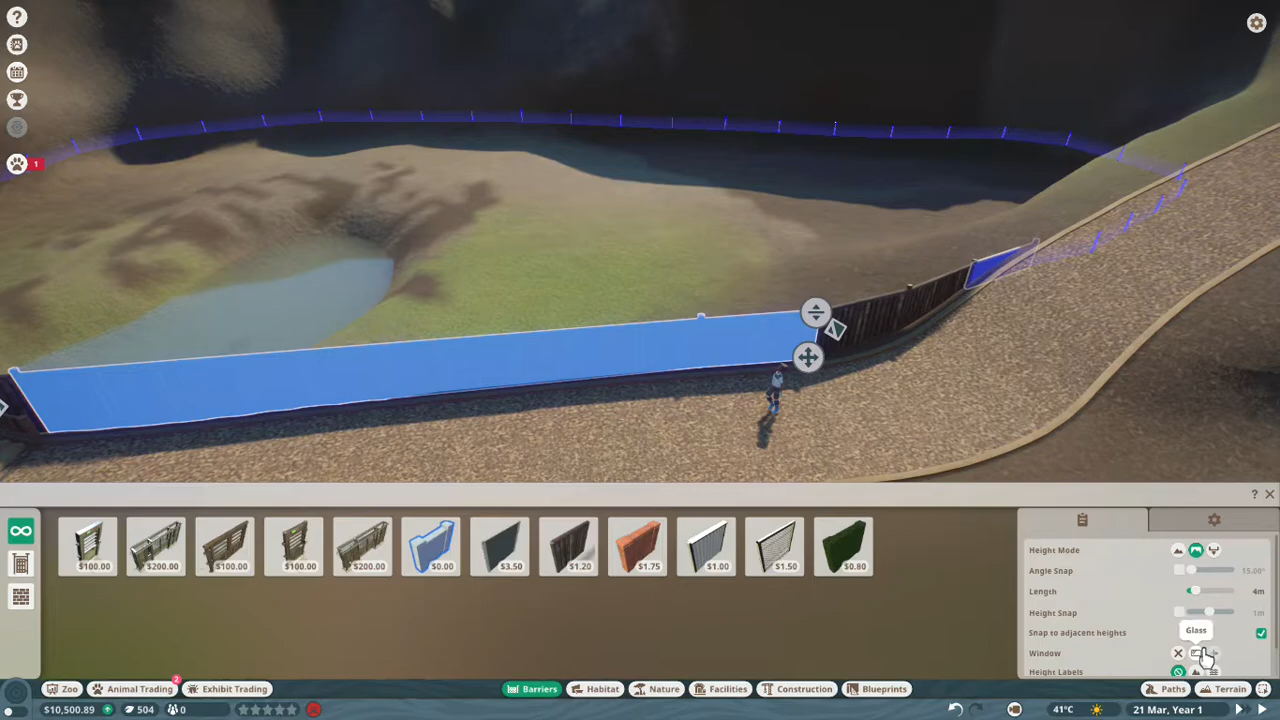 ?
1
? ×
$100.00 $200.00 $100.00 $100.00 $200.00 $0.00 $3.50 $1.20 $1.75 $1.00 $1.50 $0.80
Height Mode
Angle Snap 15.00°
Length 4m
Height Snap 1m
Glass
Snap to adjacent heights
Window
Height Labels
Zoo Animal Trading 2 Exhibit Trading Barriers Habitat Nature Facilities Construction Blueprints Paths Terrain
$10,500.89 504 0 41°C 21 Mar, Year 1